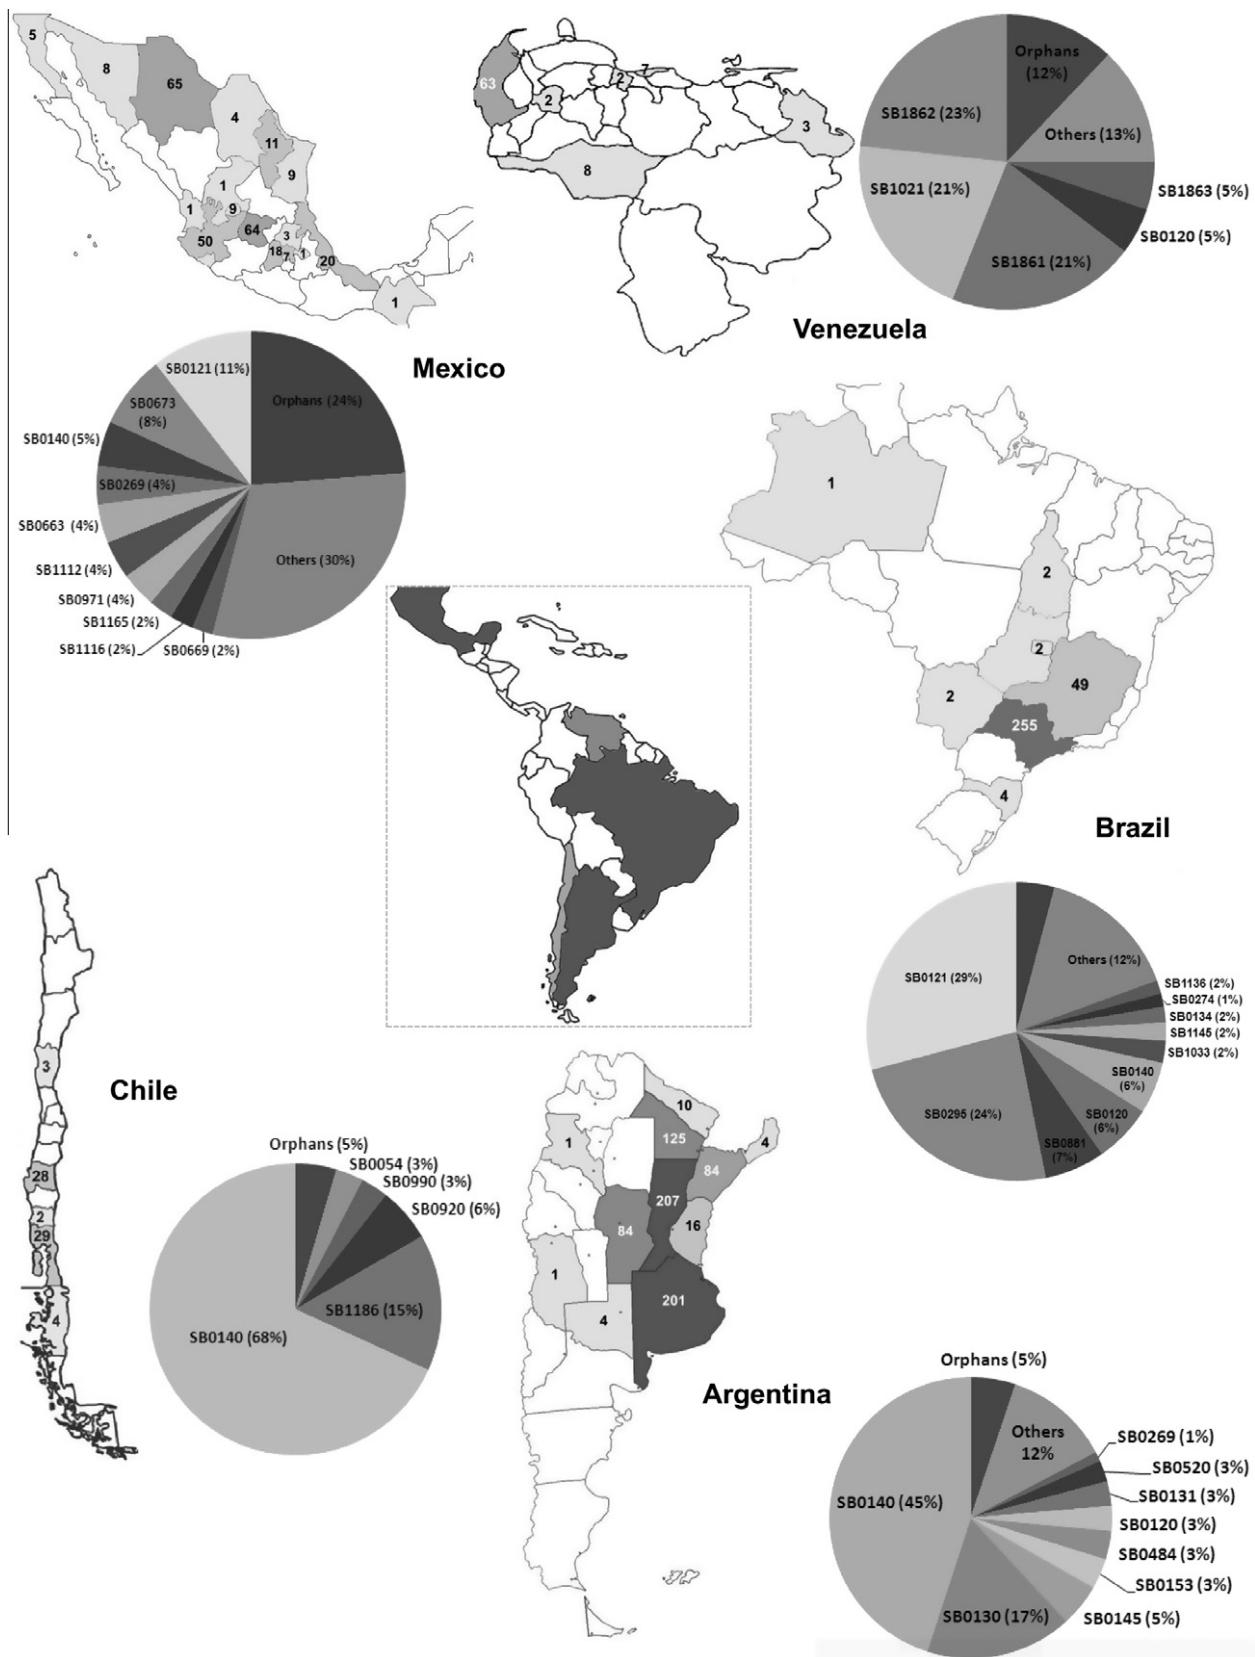 5
8
65
4
11
9
1
1
9
50
64
3
18
7
1
20
1
Mexico
SB0121 (11%)
Orphans (24%)
SB0673
(8%)
SB0140 (5%)
SB0269 (4%)
SB0663 (4%)
Others (30%)
SB1112 (4%)
SB0971 (4%)
SB1165 (2%)
SB1116 (2%)
SB0669 (2%)
63
2
2
7
3
8
Venezuela
Orphans
(12%)
SB1862 (23%)
Others (13%)
SB1021 (21%)
SB1863 (5%)
SB0120 (5%)
SB1861 (21%)
1
2
2
2
49
255
4
Brazil
Others (12%)
SB0121 (29%)
SB1136 (2%)
SB0274 (1%)
SB0134 (2%)
SB1145 (2%)
SB1033 (2%)
SB0140
(6%)
SB0295 (24%)
SB0120
(6%)
SB0881
(7%)
3
28
2
29
4
Chile
Orphans (5%)
SB0054 (3%)
SB0990 (3%)
SB0920 (6%)
SB1186 (15%)
SB0140 (68%)
10
1
125
4
84
207
84
16
1
201
4
Argentina
Orphans (5%)
Others
12%
SB0269 (1%)
SB0520 (3%)
SB0140 (45%)
SB0131 (3%)
SB0120 (3%)
SB0484 (3%)
SB0153 (3%)
SB0130 (17%)
SB0145 (5%)